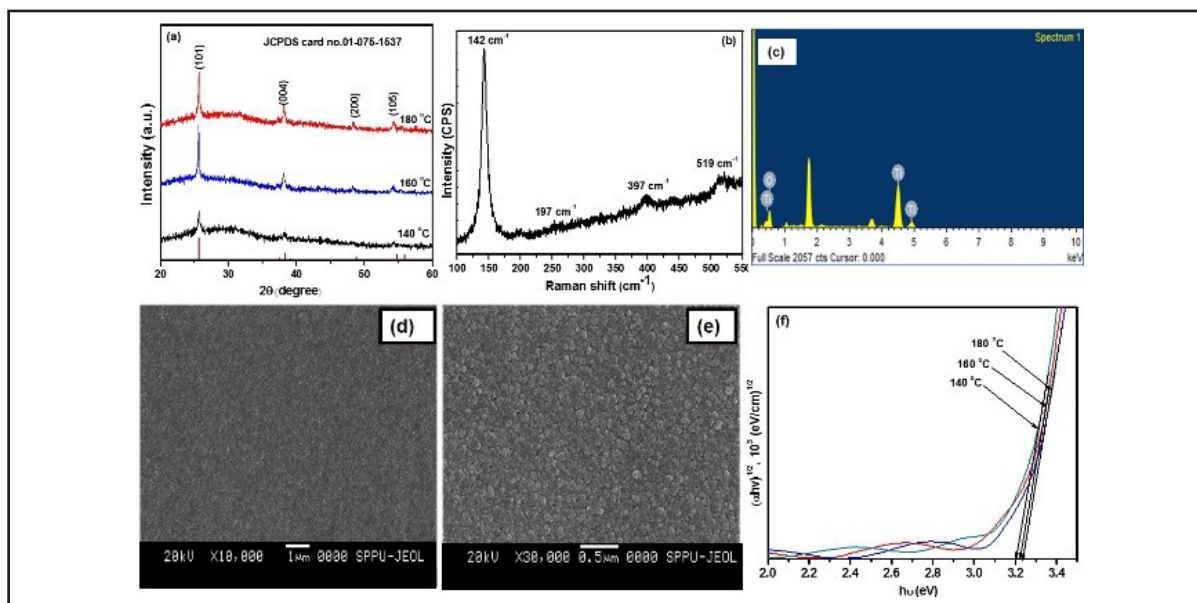 (a)
JCPDS card no.01-075-1537
(101)
(004)
(200)
(105)
180 °C
160 °C
140 °C
Intensity (a.u.)
20 30 40 50 60
2θ (degree)
(b)
142 cm-1
197 cm-1
397 cm-1
519 cm-1
Intensity (CPS)
100 150 200 250 300 350 400 450 500 550
Raman shift (cm-1)
(c)
Spectrum 1
O
Ti
Ti
Ti
0 1 2 3 4 5 6 7 8 9 10
Full Scale 2057 cts Cursor: 0.000
keV
(d)
20kV X10,000 1μm 0000 SPPU-JEOL
(e)
20kV X30,000 0.5μm 0000 SPPU-JEOL
(f)
180 °C
160 °C
140 °C
(αhν)1/2, 103 (eV/cm)1/2
2.0 2.2 2.4 2.6 2.8 3.0 3.2 3.4
hυ (eV)